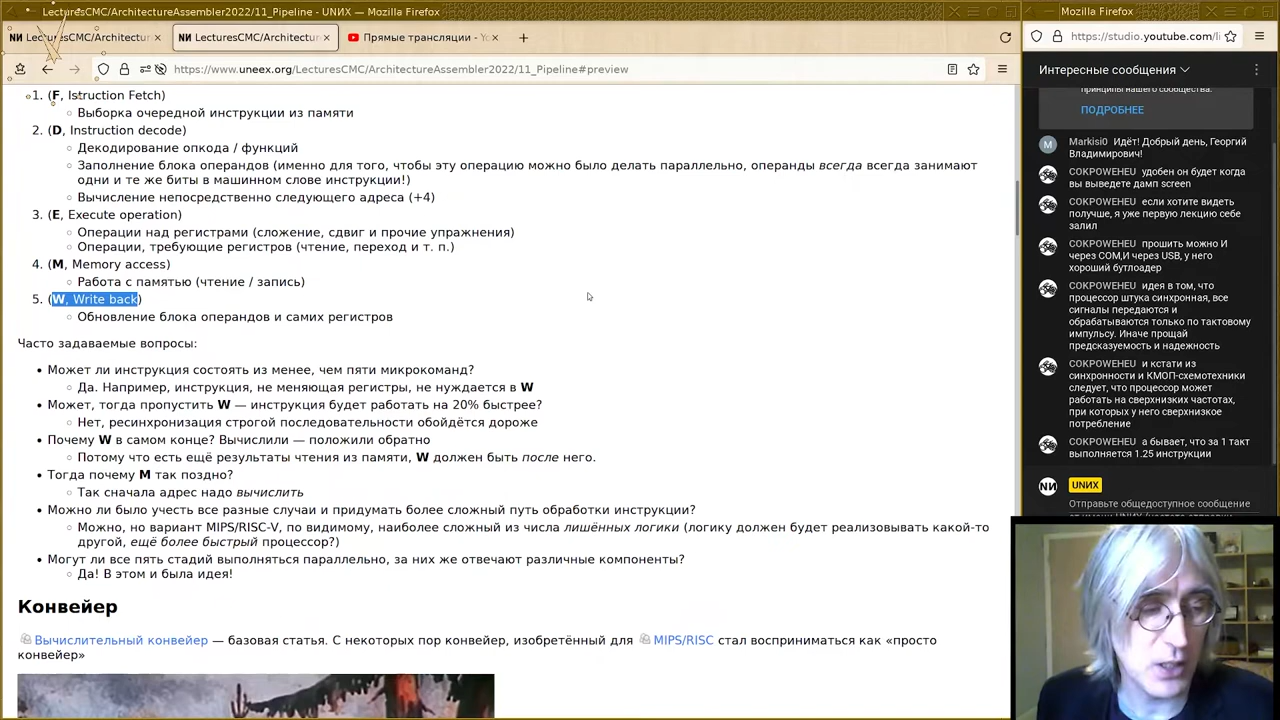 LecturesCMC/ArchitectureAssembler2022/11_Pipeline - UNИX — Mozilla Firefox
Mozilla Firefox
LecturesCMC/Architectur
LecturesCMC/Architectur
Прямые трансляции - Yo
https://www.uneex.org/LecturesCMC/ArchitectureAssembler2022/11_Pipeline#preview
https://studio.youtube.com/li
1. (F, Istruction Fetch)
Выборка очередной инструкции из памяти
2. (D, Instruction decode)
Декодирование опкода / функций
Заполнение блока операндов (именно для того, чтобы эту операцию можно было делать параллельно, операнды всегда всегда занимают
одни и те же биты в машинном слове инструкции!)
Вычисление непосредственно следующего адреса (+4)
3. (E, Execute operation)
Операции над регистрами (сложение, сдвиг и прочие упражнения)
Операции, требующие регистров (чтение, переход и т. п.)
4. (M, Memory access)
Работа с памятью (чтение / запись)
5. (W, Write back)
Обновление блока операндов и самих регистров
Часто задаваемые вопросы:
• Может ли инструкция состоять из менее, чем пяти микрокоманд?
Да. Например, инструкция, не меняющая регистры, не нуждается в W
• Может, тогда пропустить W — инструкция будет работать на 20% быстрее?
Нет, ресинхронизация строгой последовательности обойдётся дороже
• Почему W в самом конце? Вычислили — положили обратно
Потому что есть ещё результаты чтения из памяти, W должен быть после него.
• Тогда почему M так поздно?
Так сначала адрес надо вычислить
• Можно ли было учесть все разные случаи и придумать более сложный путь обработки инструкции?
Можно, но вариант MIPS/RISC-V, по видимому, наиболее сложный из числа лишённых логики (логику должен будет реализовывать какой-то
другой, ещё более быстрый процессор?)
• Могут ли все пять стадий выполняться параллельно, за них же отвечают различные компоненты?
Да! В этом и была идея!
Конвейер
Вычислительный конвейер — базовая статья. С некоторых пор конвейер, изобретённый для MIPS/RISC стал восприниматься как «просто
конвейер»
Интересные сообщения
принципы нашего сообщества.
ПОДРОБНЕЕ
Markisi0 Идёт! Добрый день, Георгий
Владимирович!
COKPOWEHEU удобен он будет когда
вы выведете дамп screen
COKPOWEHEU если хотите видеть
получше, я уже первую лекцию себе
залил
COKPOWEHEU прошить можно И
через COM,И через USB, у него
хороший бутлоадер
COKPOWEHEU идея в том, что
процессор штука синхронная, все
сигналы передаются и
обрабатываются только по тактовому
импульсу. Иначе прощай
предсказуемость и надежность
COKPOWEHEU и кстати из
синхронности и КМОП-схемотехники
следует, что процессор может
работать на сверхнизких частотах,
при которых у него сверхнизкое
потребление
COKPOWEHEU а бывает, что за 1 такт
выполняется 1.25 инструкции
UNИX
Отправьте общедоступное сообщение